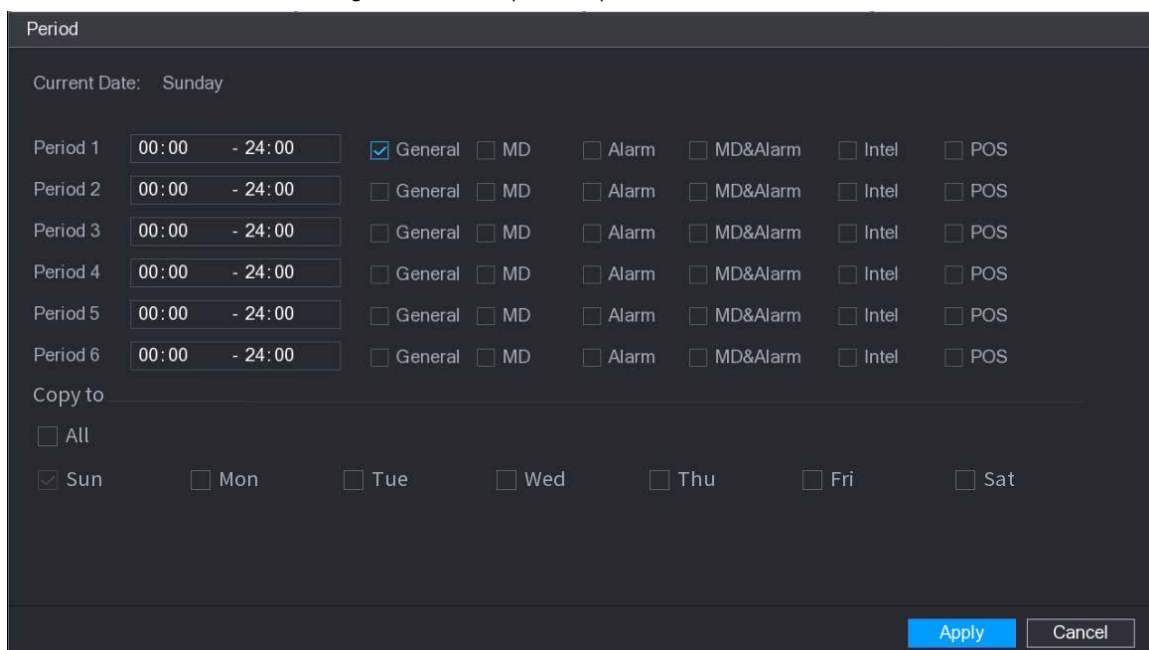 Period
Current Date: Sunday
Period 1 00:00 - 24:00 General MD Alarm MD&Alarm Intel POS
Period 2 00:00 - 24:00 General MD Alarm MD&Alarm Intel POS
Period 3 00:00 - 24:00 General MD Alarm MD&Alarm Intel POS
Period 4 00:00 - 24:00 General MD Alarm MD&Alarm Intel POS
Period 5 00:00 - 24:00 General MD Alarm MD&Alarm Intel POS
Period 6 00:00 - 24:00 General MD Alarm MD&Alarm Intel POS
Copy to
All
Sun Mon Tue Wed Thu Fri Sat
Apply Cancel